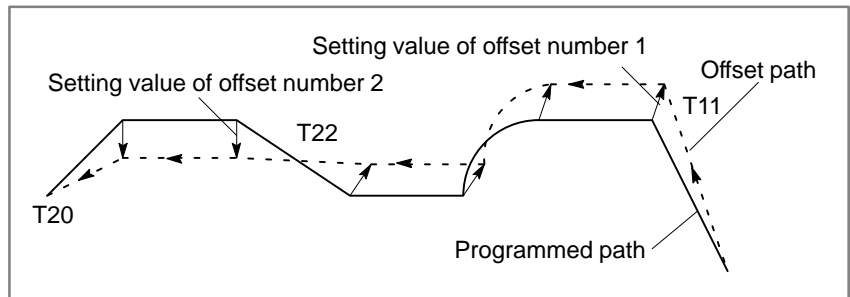 Setting value of offset number 1
Offset path
Setting value of offset number 2
T11
T22
T20
Programmed path